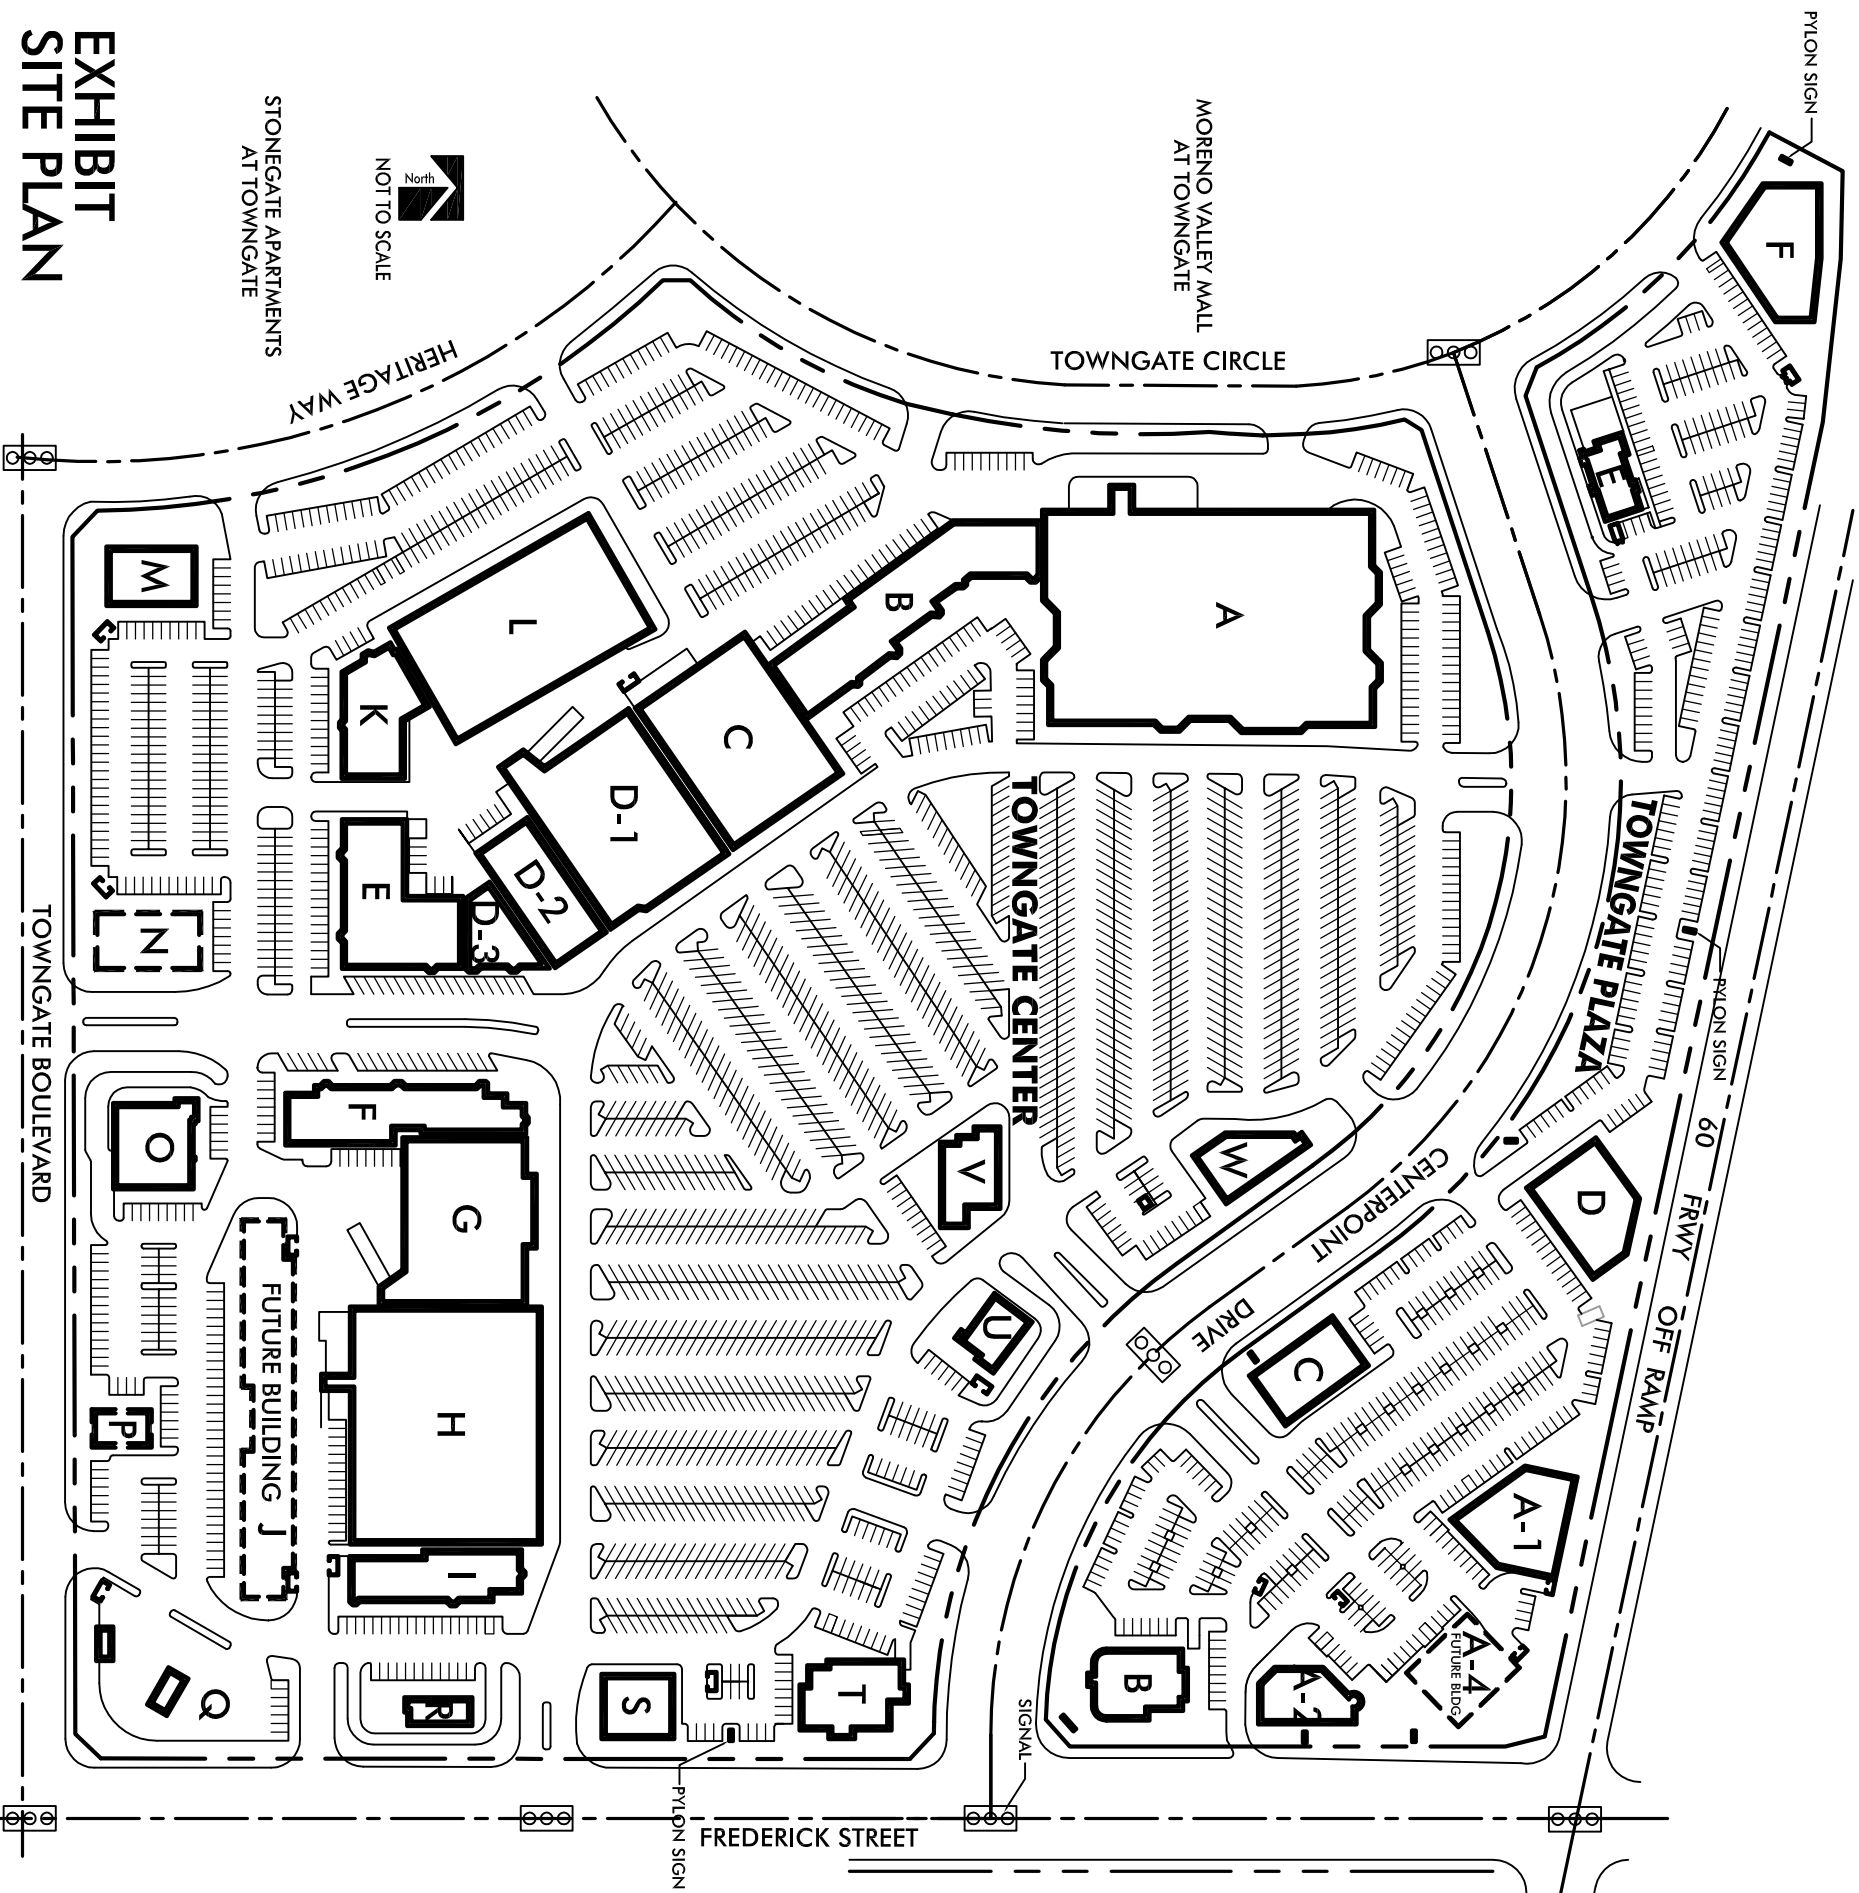 EXHIBIT
SITE PLAN
STONEGATE APARTMENTS
AT TOWNGATE
North
NOT TO SCALE
MORENO VALLEY MALL
AT TOWNGATE
PYLON SIGN
HERITAGE WAY
TOWNGATE CIRCLE
F
E
M
L
K
B
A
C
D-1
D-2
D-3
E
N
TOWNGATE CENTER
TOWNGATE PLAZA
PYLON SIGN
60 FRWY OFF RAMP
TOWNGATE BOULEVARD
O
F
G
V
W
D
CENTERPOINT DRIVE
U
C
FUTURE BUILDING J
P
H
I
A-1
A-4
FUTURE BLDG
A-2
B
Q
R
S
T
SIGNAL
PYLON SIGN
FREDERICK STREET